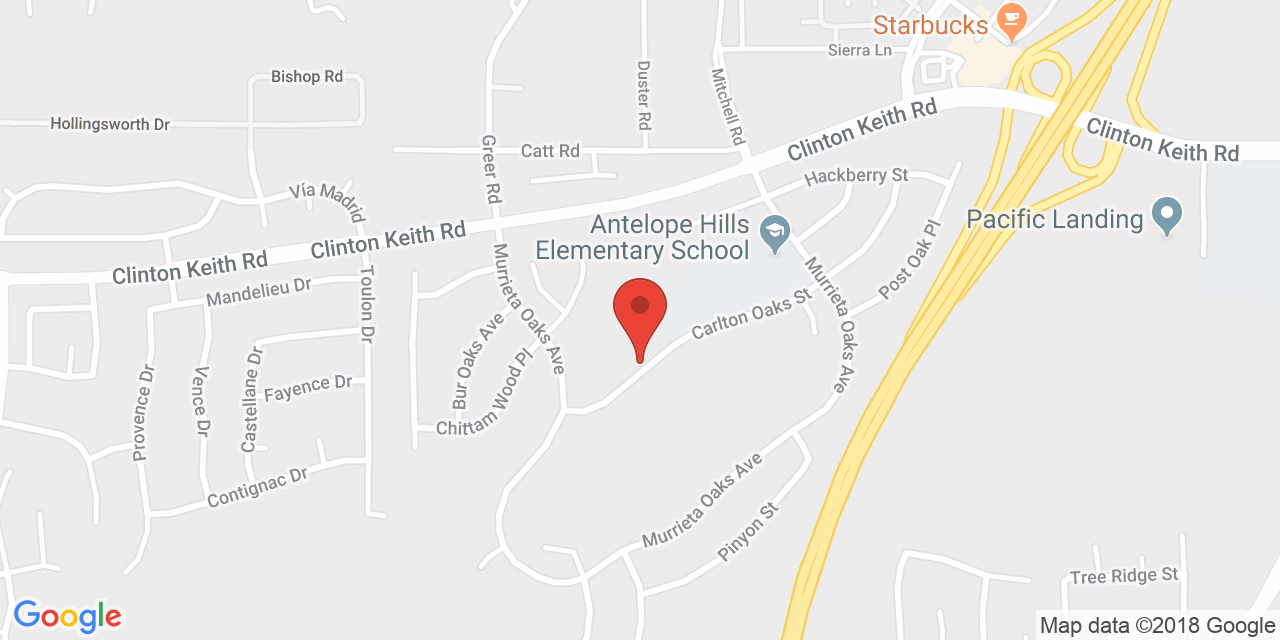 Starbucks
Sierra Ln
Bishop Rd
Duster Rd
Mitchell Rd
Hollingsworth Dr
Clinton Keith Rd
Clinton Keith Rd
Catt Rd
Greer Rd
Hackberry St
Vía Madrid
Antelope Hills
Elementary School
Pacific Landing
Clinton Keith Rd
Clinton Keith Rd
Post Oak Pl
Murrieta Oaks Ave
Mandelieu Dr
Toulon Dr
Murrieta Oaks Ave
Carlton Oaks St
Bur Oaks Ave
Chittam Wood Pl
Castellane Dr
Fayence Dr
Vence Dr
Provence Dr
Contignac Dr
Murrieta Oaks Ave
Pinyon St
Tree Ridge St
Google
Map data ©2018 Google